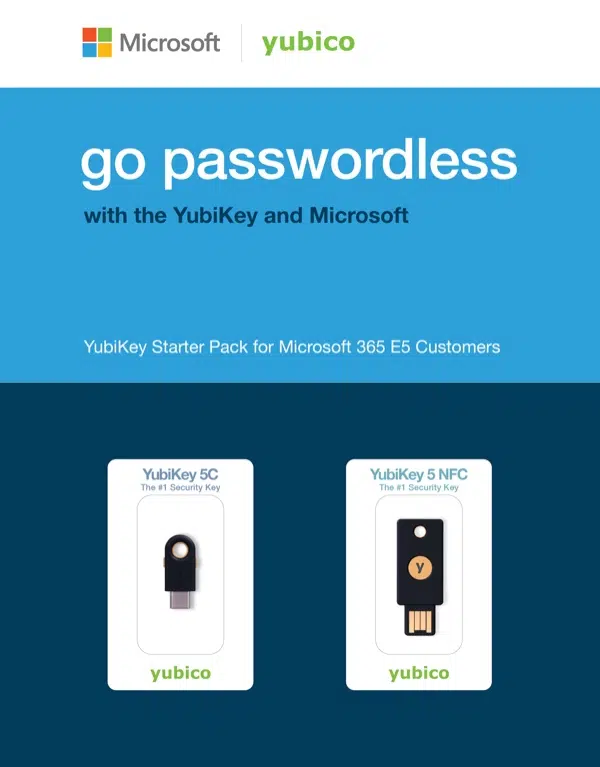 Microsoft yubico
go passwordless
with the YubiKey and Microsoft
YubiKey Starter Pack for Microsoft 365 E5 Customers
YubiKey 5C
The #1 Security Key
yubico
YubiKey 5 NFC
The #1 Security Key
y
yubico